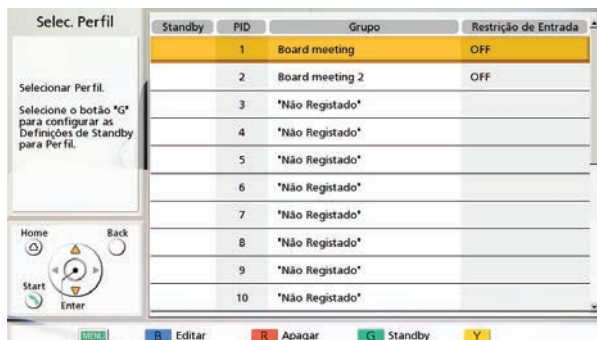 Selec. Perfil
Selecionar Perfil.
Selecione o botão "G"
para configurar as
Definições de Standby
para Perfil.
Home Back
Start
Enter
Standby PID Grupo Restrição de Entrada
1 Board meeting OFF
2 Board meeting 2 OFF
3 "Não Registado"
4 "Não Registado"
5 "Não Registado"
6 "Não Registado"
7 "Não Registado"
8 "Não Registado"
9 "Não Registado"
10 "Não Registado"
MENU B Editar R Apagar G Standby Y